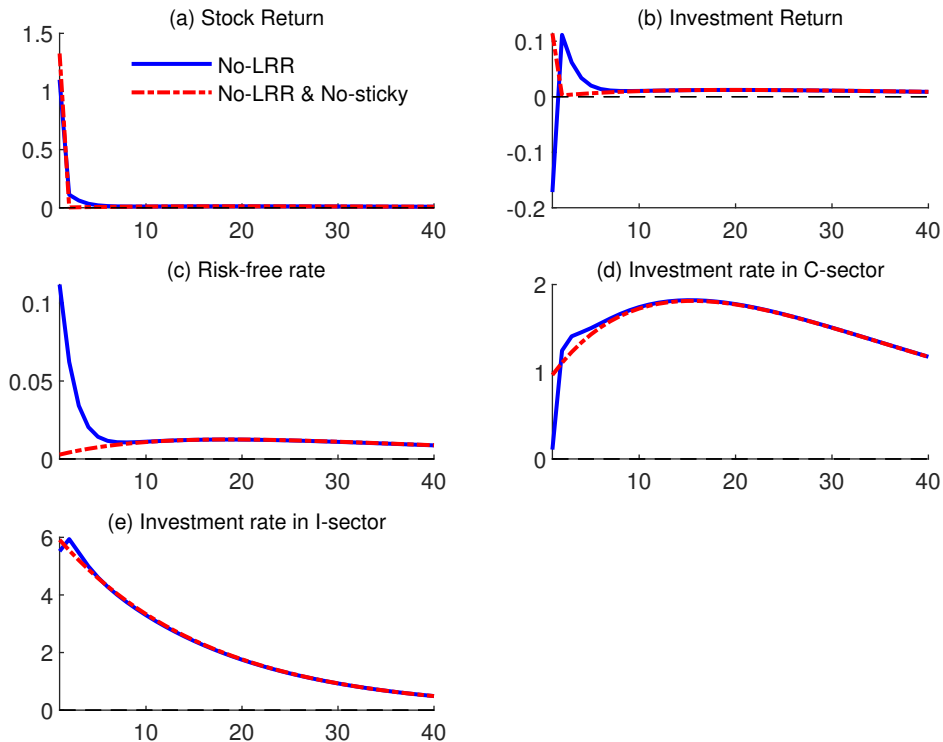 (a) Stock Return
1.5
1
0.5
0
10 20 30 40
No-LRR
No-LRR & No-sticky
(b) Investment Return
0.1
0
-0.1
-0.2
10 20 30 40
(c) Risk-free rate
0.1
0.05
0
10 20 30 40
(d) Investment rate in C-sector
2
1
0
10 20 30 40
(e) Investment rate in I-sector
6
4
2
0
10 20 30 40